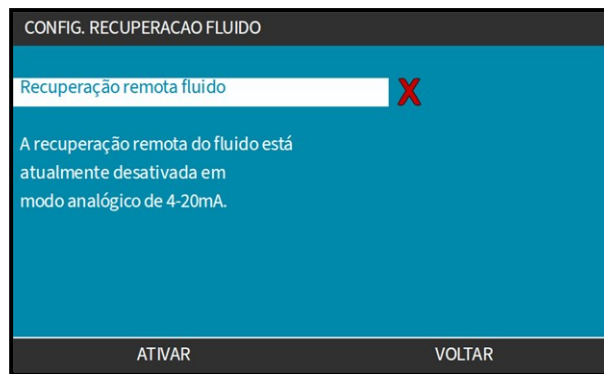 CONFIG. RECUPERACAO FLUIDO
Recuperação remota fluido
A recuperação remota do fluido está
atualmente desativada em
modo analógico de 4-20mA.
ATIVAR
VOLTAR